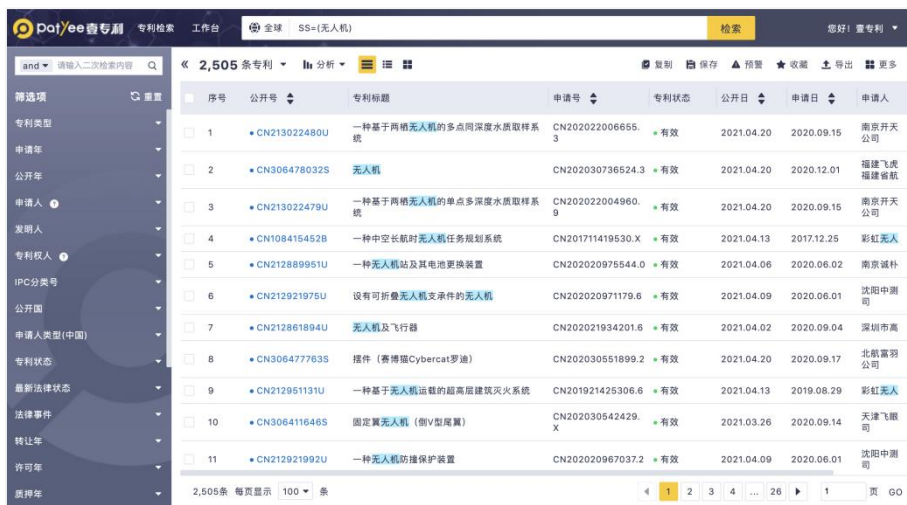 patyee壹专利 专利检索 工作台 全球 SS=(无人机) 检索 您好! 壹专利
and 请输入二次检索内容
2,505 条专利 分析 复制 保存 预警 收藏 导出 更多
筛选项 重置
专利类型
申请年
公开年
申请人
发明人
专利权人
IPC分类号
公开国
申请人类型(中国)
专利状态
最新法律状态
法律事件
转让年
许可年
质押年
序号 公开号 专利标题 申请号 专利状态 公开日 申请日 申请人
1 CN213022480U 一种基于两栖无人机的多点同深度水质取样系统 CN202022006655.3 有效 2021.04.20 2020.09.15 南京开天公司
2 CN306478032S 无人机 CN202030736524.3 有效 2021.04.20 2020.12.01 福建飞虎福建省航
3 CN213022479U 一种基于两栖无人机的单点多深度水质取样系统 CN202022004960.9 有效 2021.04.20 2020.09.15 南京开天公司
4 CN108415452B 一种中空长航时无人机任务规划系统 CN201711419530.X 有效 2021.04.13 2017.12.25 彩虹无人
5 CN212889951U 一种无人机站及其电池更换装置 CN202020975544.0 有效 2021.04.06 2020.06.02 南京诚朴
6 CN212921975U 设有可折叠无人机支承件的无人机 CN202020971179.6 有效 2021.04.09 2020.06.01 沈阳中测司
7 CN212861894U 无人机及飞行器 CN202021934201.6 有效 2021.04.02 2020.09.04 深圳市高
8 CN306477763S 摆件（赛博猫Cybercat罗迪） CN202030551899.2 有效 2021.04.20 2020.09.17 北航富羽公司
9 CN212951131U 一种基于无人机运载的超高层建筑灭火系统 CN201921425306.6 有效 2021.04.13 2019.08.29 彩虹无人
10 CN306411646S 固定翼无人机（倒V型尾翼） CN202030542429.X 有效 2021.03.26 2020.09.14 天津飞眼司
11 CN212921992U 一种无人机防撞保护装置 CN202020967037.2 有效 2021.04.09 2020.06.01 沈阳中测司
2,505条 每页显示 100 条 1 2 3 4 ... 26 1 页 GO